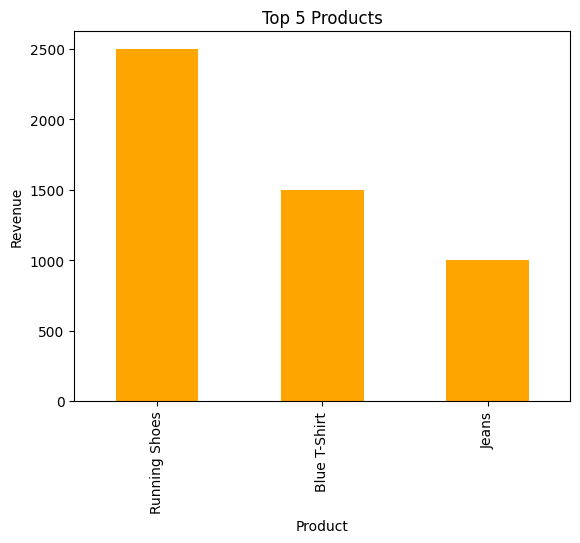 Top 5 Products
Revenue
2500
2000
1500
1000
500
0
Running Shoes
Blue T-Shirt
Jeans
Product